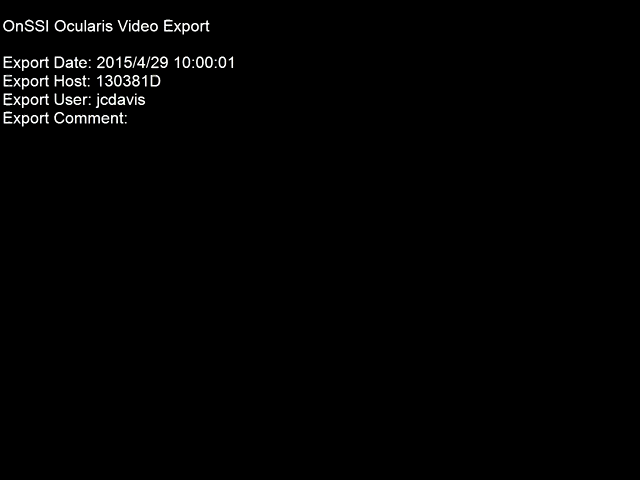 OnSSI Ocularis Video Export
Export Date: 2015/4/29 10:00:01
Export Host: 130381D
Export User: jcdavis
Export Comment: